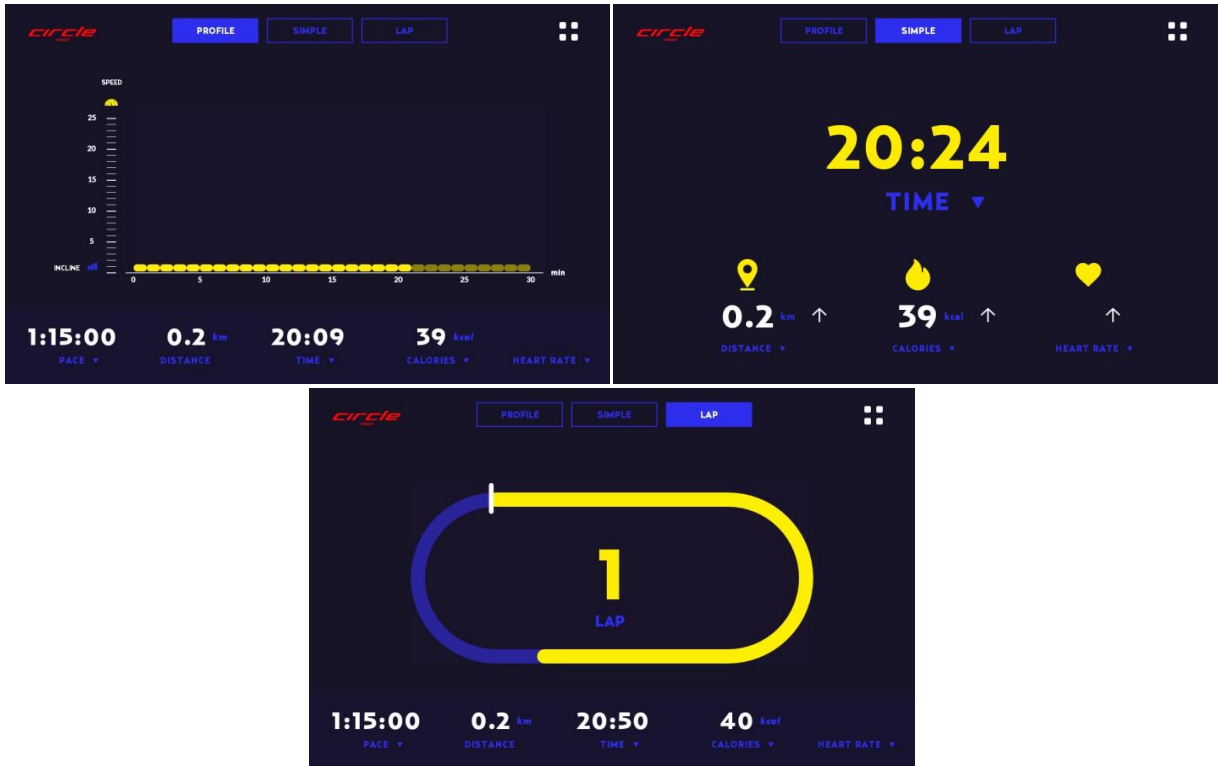 circle PROFILE SIMPLE LAP
SPEED
25
20
15
10
5
INCLINE
0 5 10 15 20 25 30 min
1:15:00 0.2 km 20:09 39 kcal
PACE DISTANCE TIME CALORIES HEART RATE
circle PROFILE SIMPLE LAP
20:24
TIME
0.2 km 39 kcal
DISTANCE CALORIES HEART RATE
circle PROFILE SIMPLE LAP
1
LAP
1:15:00 0.2 km 20:50 40 kcal
PACE DISTANCE TIME CALORIES HEART RATE